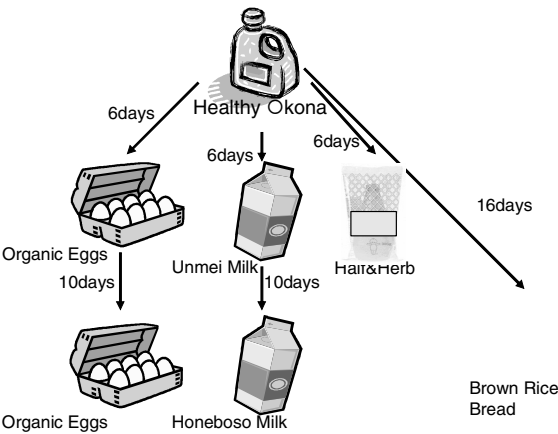 Healthy Okona
6days
6days
6days
16days
Organic Eggs
Unmei Milk
Half&Herb
10days
10days
Brown Rice
Bread
Organic Eggs
Honeboso Milk